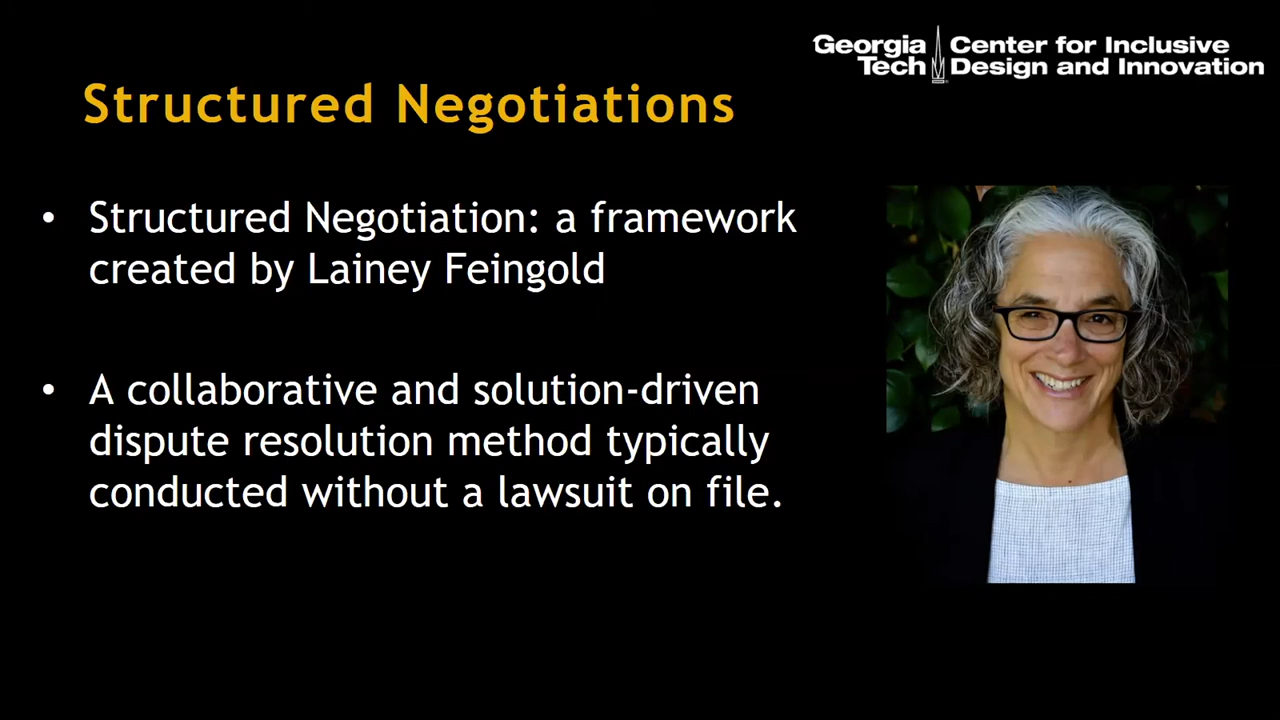 Georgia Tech Center for Inclusive Design and Innovation
Structured Negotiations
• Structured Negotiation: a framework
created by Lainey Feingold
• A collaborative and solution-driven
dispute resolution method typically
conducted without a lawsuit on file.